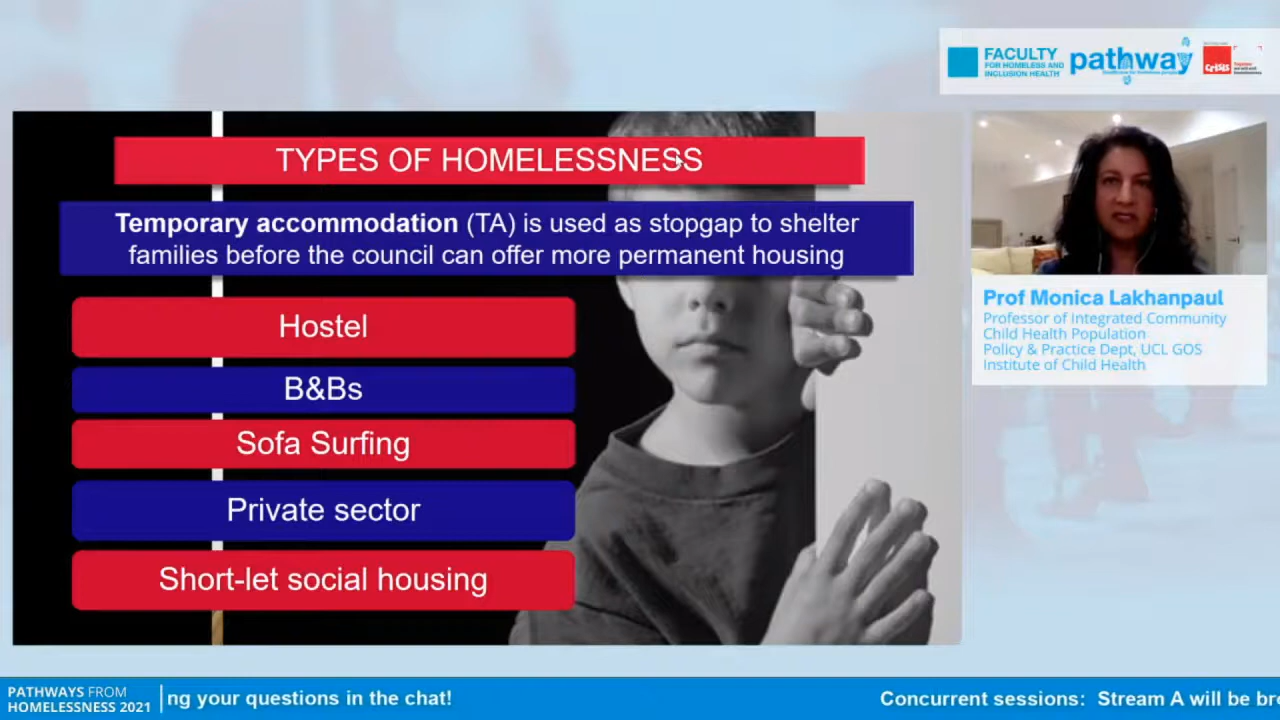 FACULTY
FOR HOMELESS AND
INCLUSION HEALTH
pathway
CRISIS
TYPES OF HOMELESSNESS
Temporary accommodation (TA) is used as stopgap to shelter
families before the council can offer more permanent housing
Hostel
B&Bs
Sofa Surfing
Private sector
Short-let social housing
Prof Monica Lakhanpaul
Professor of Integrated Community
Child Health Population
Policy & Practice Dept, UCL GOS
Institute of Child Health
PATHWAYS FROM
HOMELESSNESS 2021
ng your questions in the chat!
Concurrent sessions: Stream A will be bro